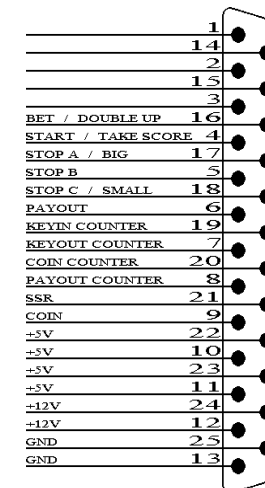 1
14
2
15
3
BET / DOUBLE UP 16
START / TAKE SCORE 4
STOP A / BIG 17
STOP B 5
STOP C / SMALL 18
PAYOUT 6
KEYIN COUNTER 19
KEYOUT COUNTER 7
COIN COUNTER 20
PAYOUT COUNTER 8
SSR 21
COIN 9
+5V 22
+5V 10
+5V 23
+5V 11
+12V 24
+12V 12
GND 25
GND 13